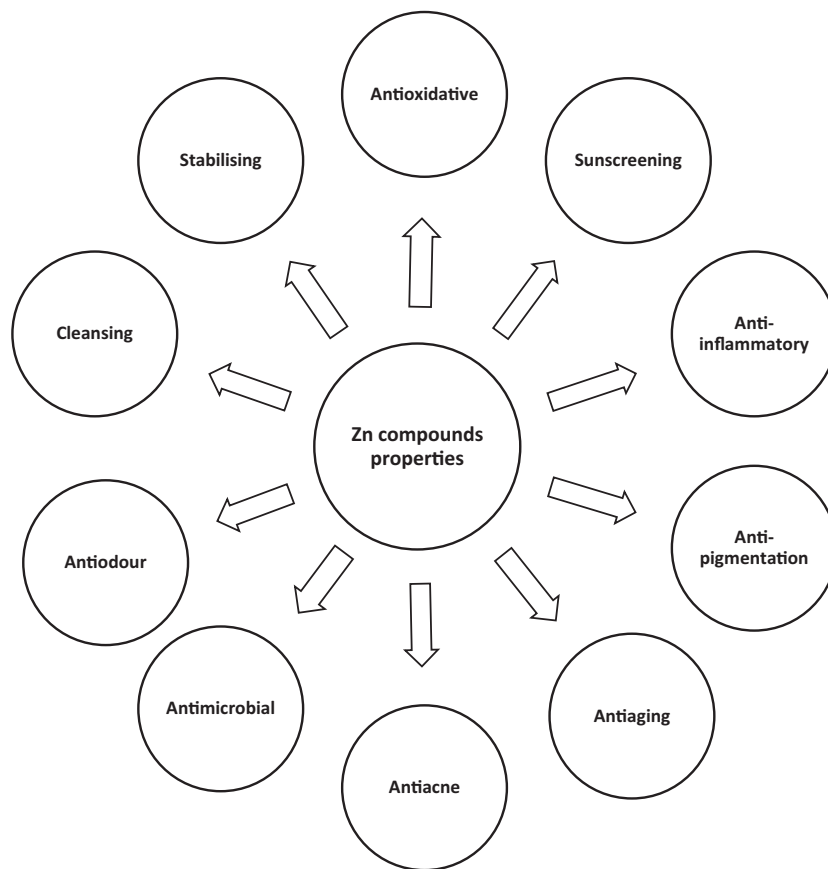 Antioxidative
Stabilising
Sunscreening
Cleansing
Anti-
inflammatory
Zn compounds
properties
Antiodour
Anti-
pigmentation
Antimicrobial
Antiaging
Antiacne